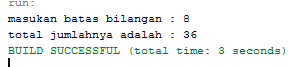 run:
masukan batas bilangan : 8
total jumlahnya adalah : 36
BUILD SUCCESSFUL (total time: 3 seconds)